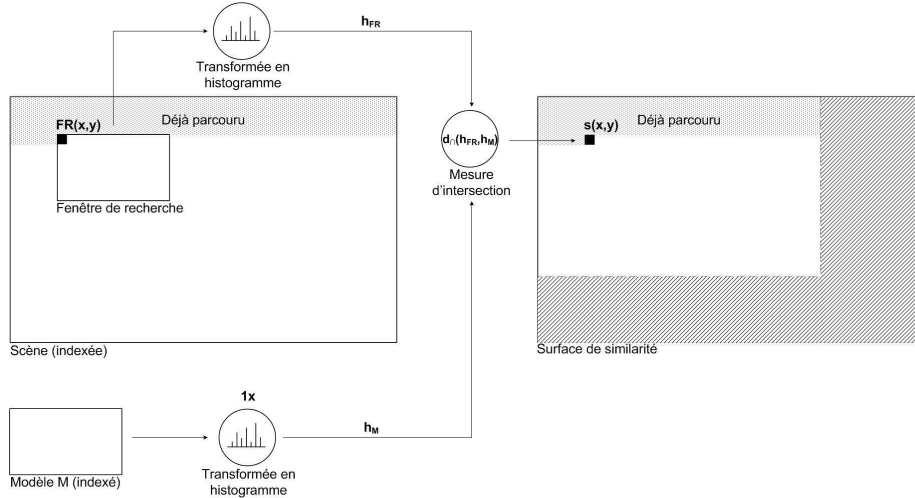 h_FR
Transformée en
histogramme
FR(x,y)
Déjà parcouru
Fenêtre de recherche
Scène (indexée)
d∩(h_FR,h_M)
Mesure
d'intersection
s(x,y)
Déjà parcouru
Surface de similarité
1x
h_M
Transformée en
histogramme
Modèle M (indexé)